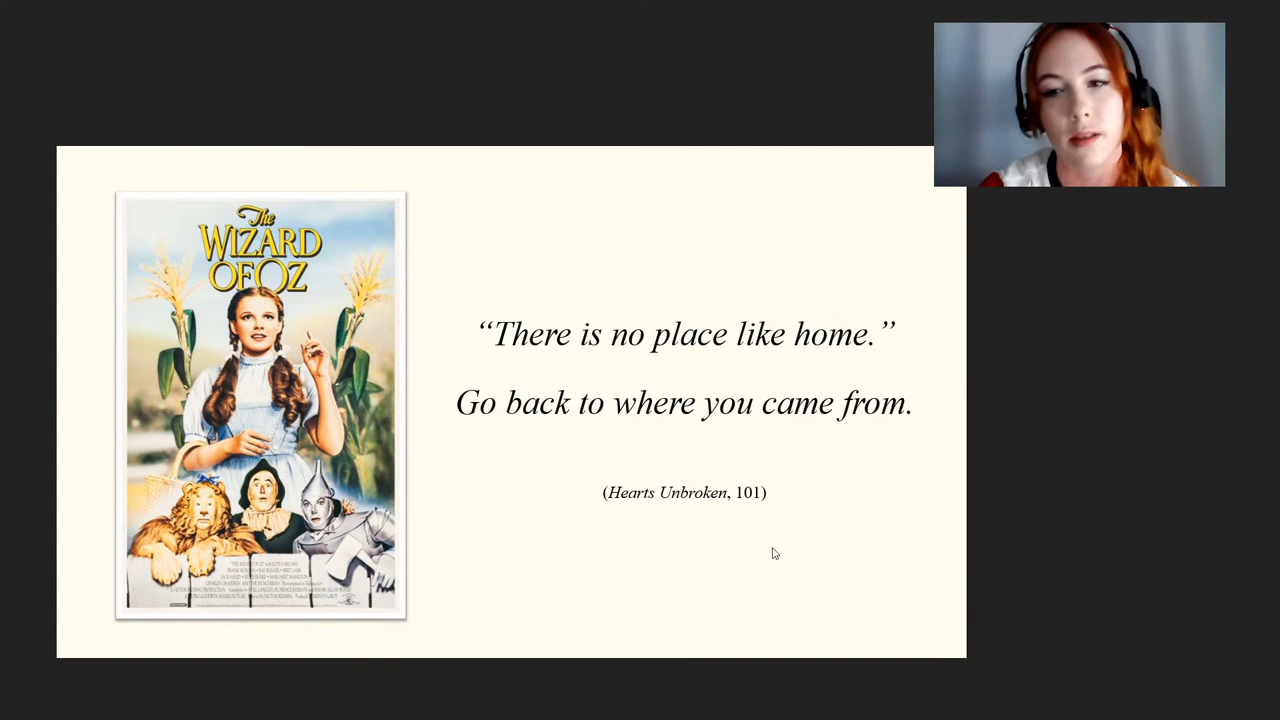 The
WIZARD
OF OZ
“There is no place like home.”
Go back to where you came from.
(Hearts Unbroken, 101)